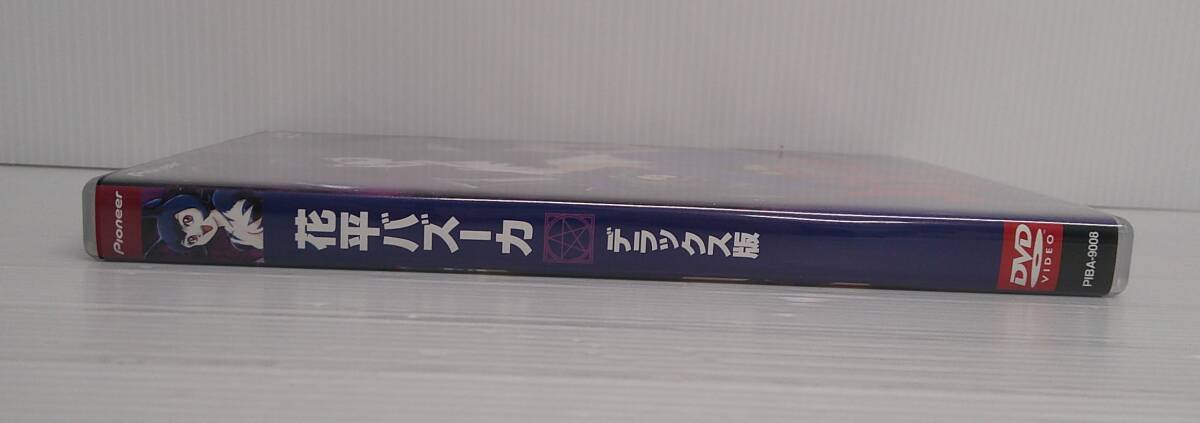 Pioneer
花平バズーカ
デラックス版
DVD
VIDEO
PIBA-9008